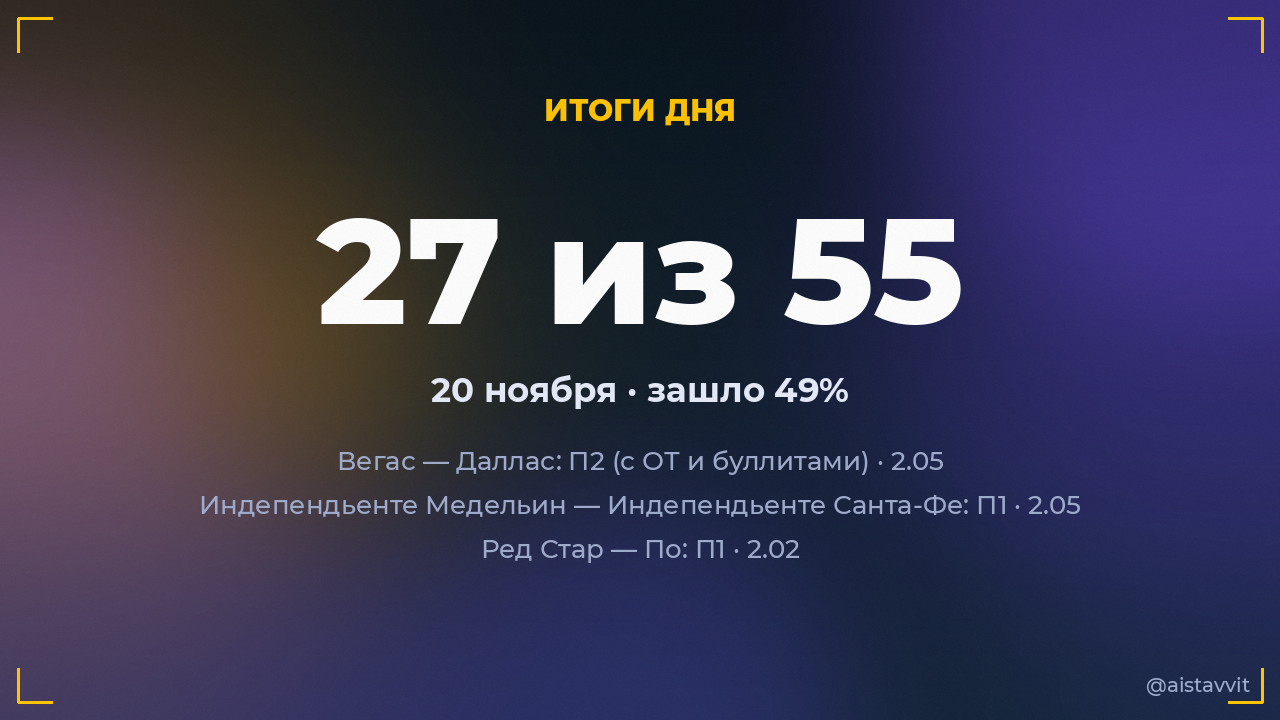 ИТОГИ ДНЯ
27 из 55
20 ноября · зашло 49%
Вегас — Даллас: П2 (с ОТ и буллитами) · 2.05
Индепендьенте Медельин — Индепендьенте Санта-Фе: П1 · 2.05
Ред Стар — По: П1 · 2.02
@aistavvit